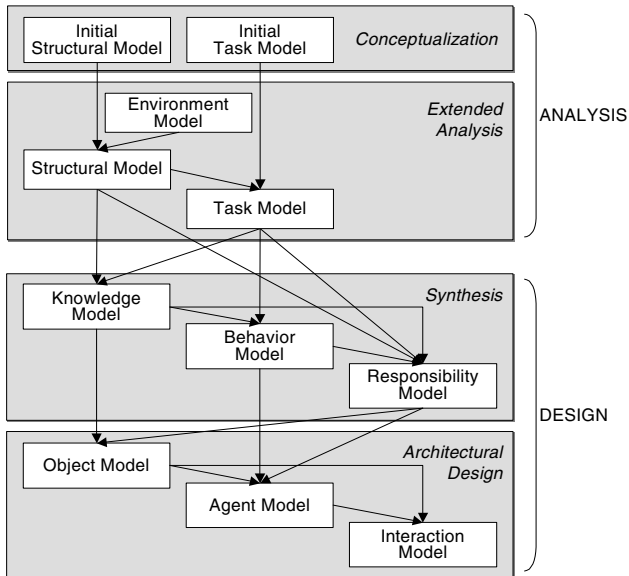 Initial
Structural Model
Initial
Task Model
Conceptualization
Environment
Model
Extended
Analysis
ANALYSIS
Structural Model
Task Model
Knowledge
Model
Synthesis
Behavior
Model
Responsibility
Model
DESIGN
Object Model
Architectural
Design
Agent Model
Interaction
Model